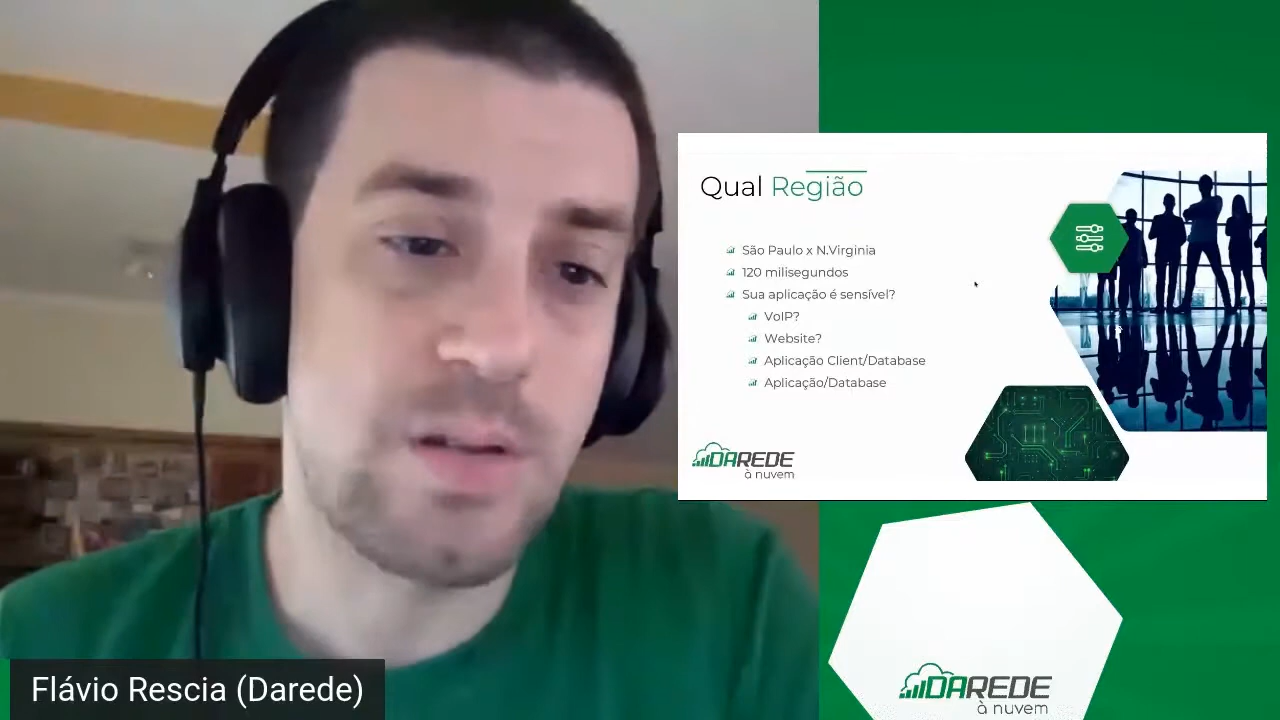 Qual Região
São Paulo x N.Virginia
120 milisegundos
Sua aplicação é sensível?
VoIP?
Website?
Aplicação Client/Database
Aplicação/Database
DAREDE
à nuvem
Flávio Rescia (Darede)
DAREDE
à nuvem